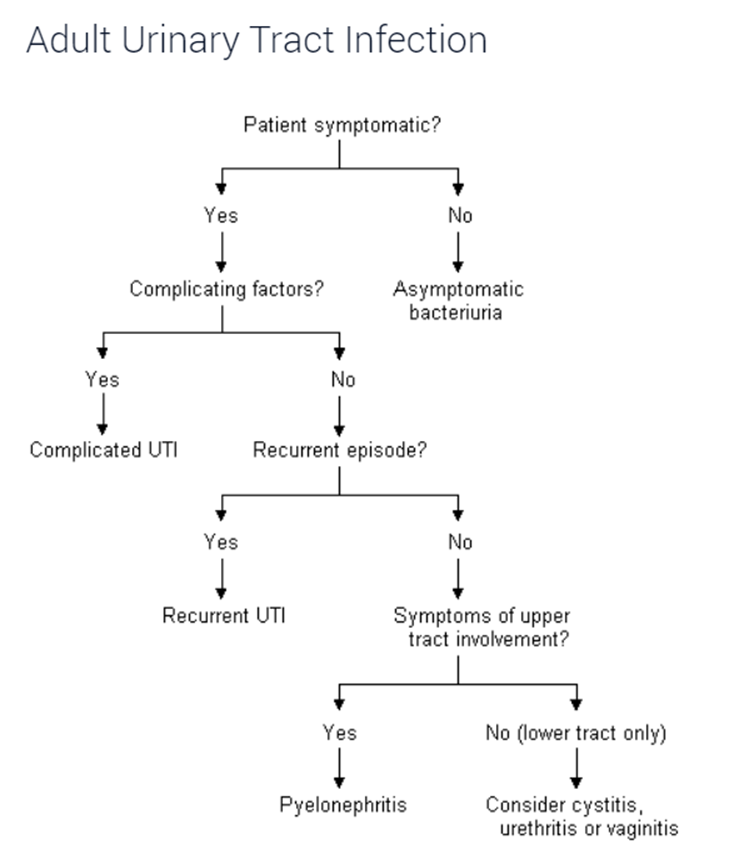 Adult Urinary Tract Infection
Patient symptomatic?
Yes
No
Complicating factors?
Asymptomatic
bacteriuria
Yes
No
Complicated UTI
Recurrent episode?
Yes
No
Recurrent UTI
Symptoms of upper
tract involvement?
Yes
No (lower tract only)
Pyelonephritis
Consider cystitis,
urethritis or vaginitis